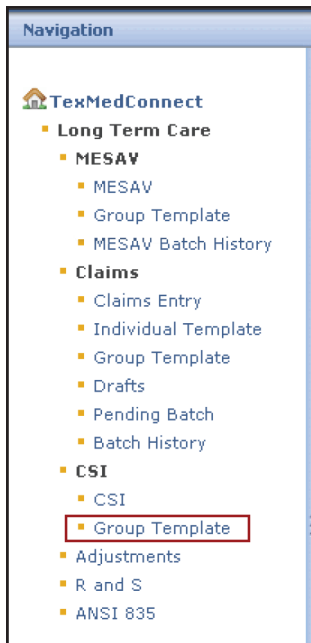 Navigation
TexMedConnect
Long Term Care
MESAV
MESAV
Group Template
MESAV Batch History
Claims
Claims Entry
Individual Template
Group Template
Drafts
Pending Batch
Batch History
CSI
CSI
Group Template
Adjustments
R and S
ANSI 835